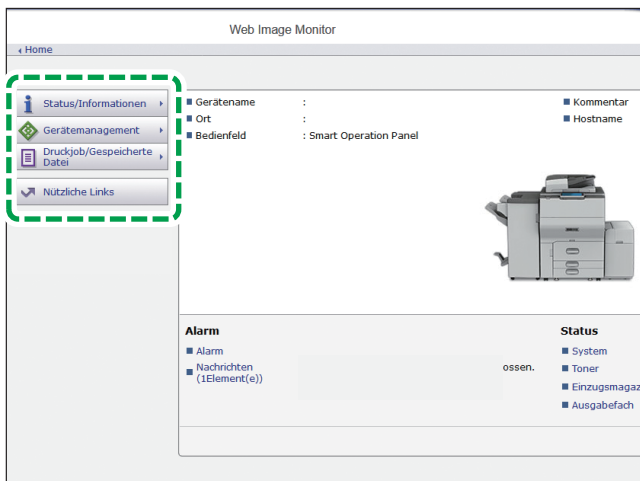 Web Image Monitor
Home
Status/Informationen
Gerätemanagement
Druckjob/Gespeicherte
Datei
Nützliche Links
Gerätename :
Ort :
Bedienfeld : Smart Operation Panel
Kommentar
Hostname
Alarm
Alarm
Nachrichten
(1Element(e))
ossen.
Status
System
Toner
Einzugsmagaz
Ausgabefach